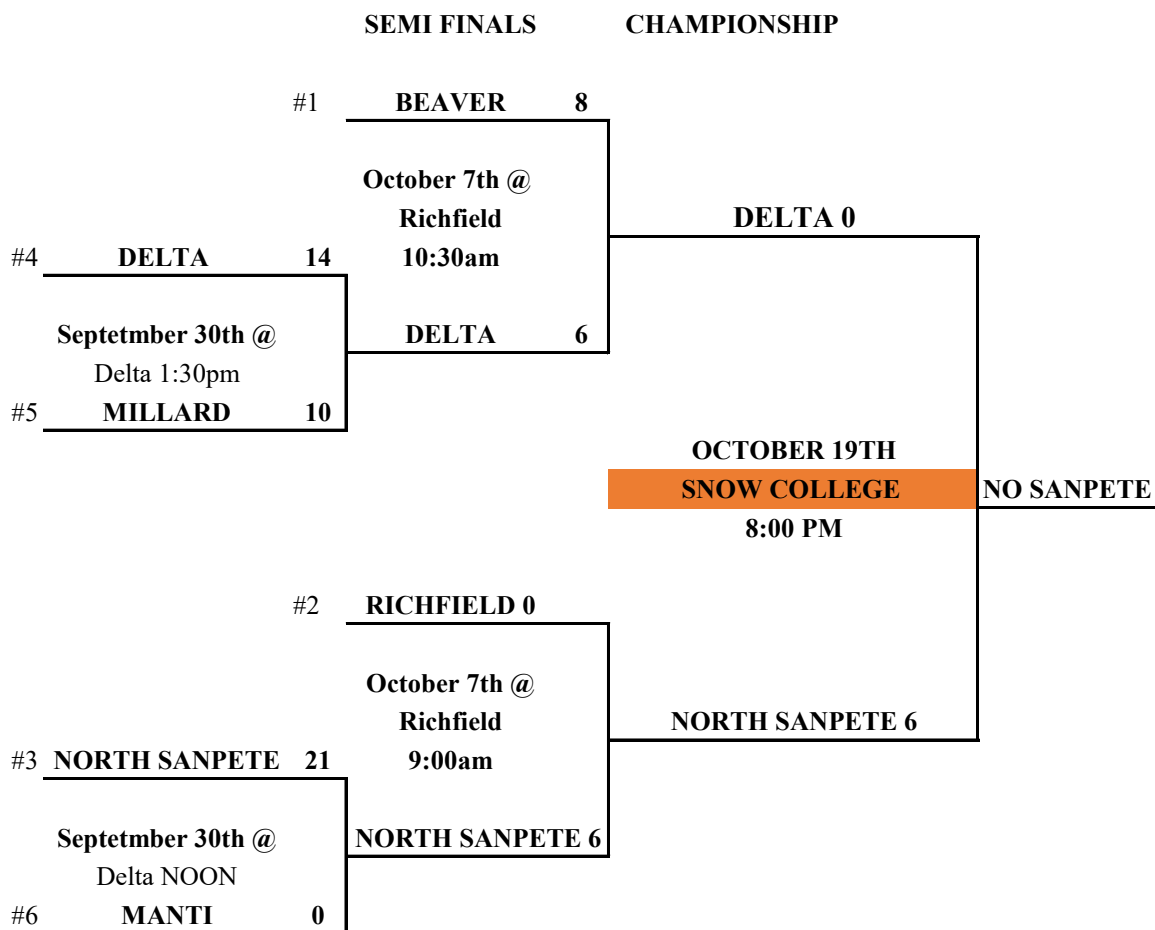 SEMI FINALS CHAMPIONSHIP
#1 BEAVER 8
October 7th @
Richfield
10:30am
DELTA 0
#4 DELTA 14
Septetmber 30th @
Delta 1:30pm
DELTA 6
#5 MILLARD 10
OCTOBER 19TH
SNOW COLLEGE
8:00 PM
NO SANPETE
#2 RICHFIELD 0
October 7th @
Richfield
9:00am
NORTH SANPETE 6
#3 NORTH SANPETE 21
Septetmber 30th @
Delta NOON
NORTH SANPETE 6
#6 MANTI 0